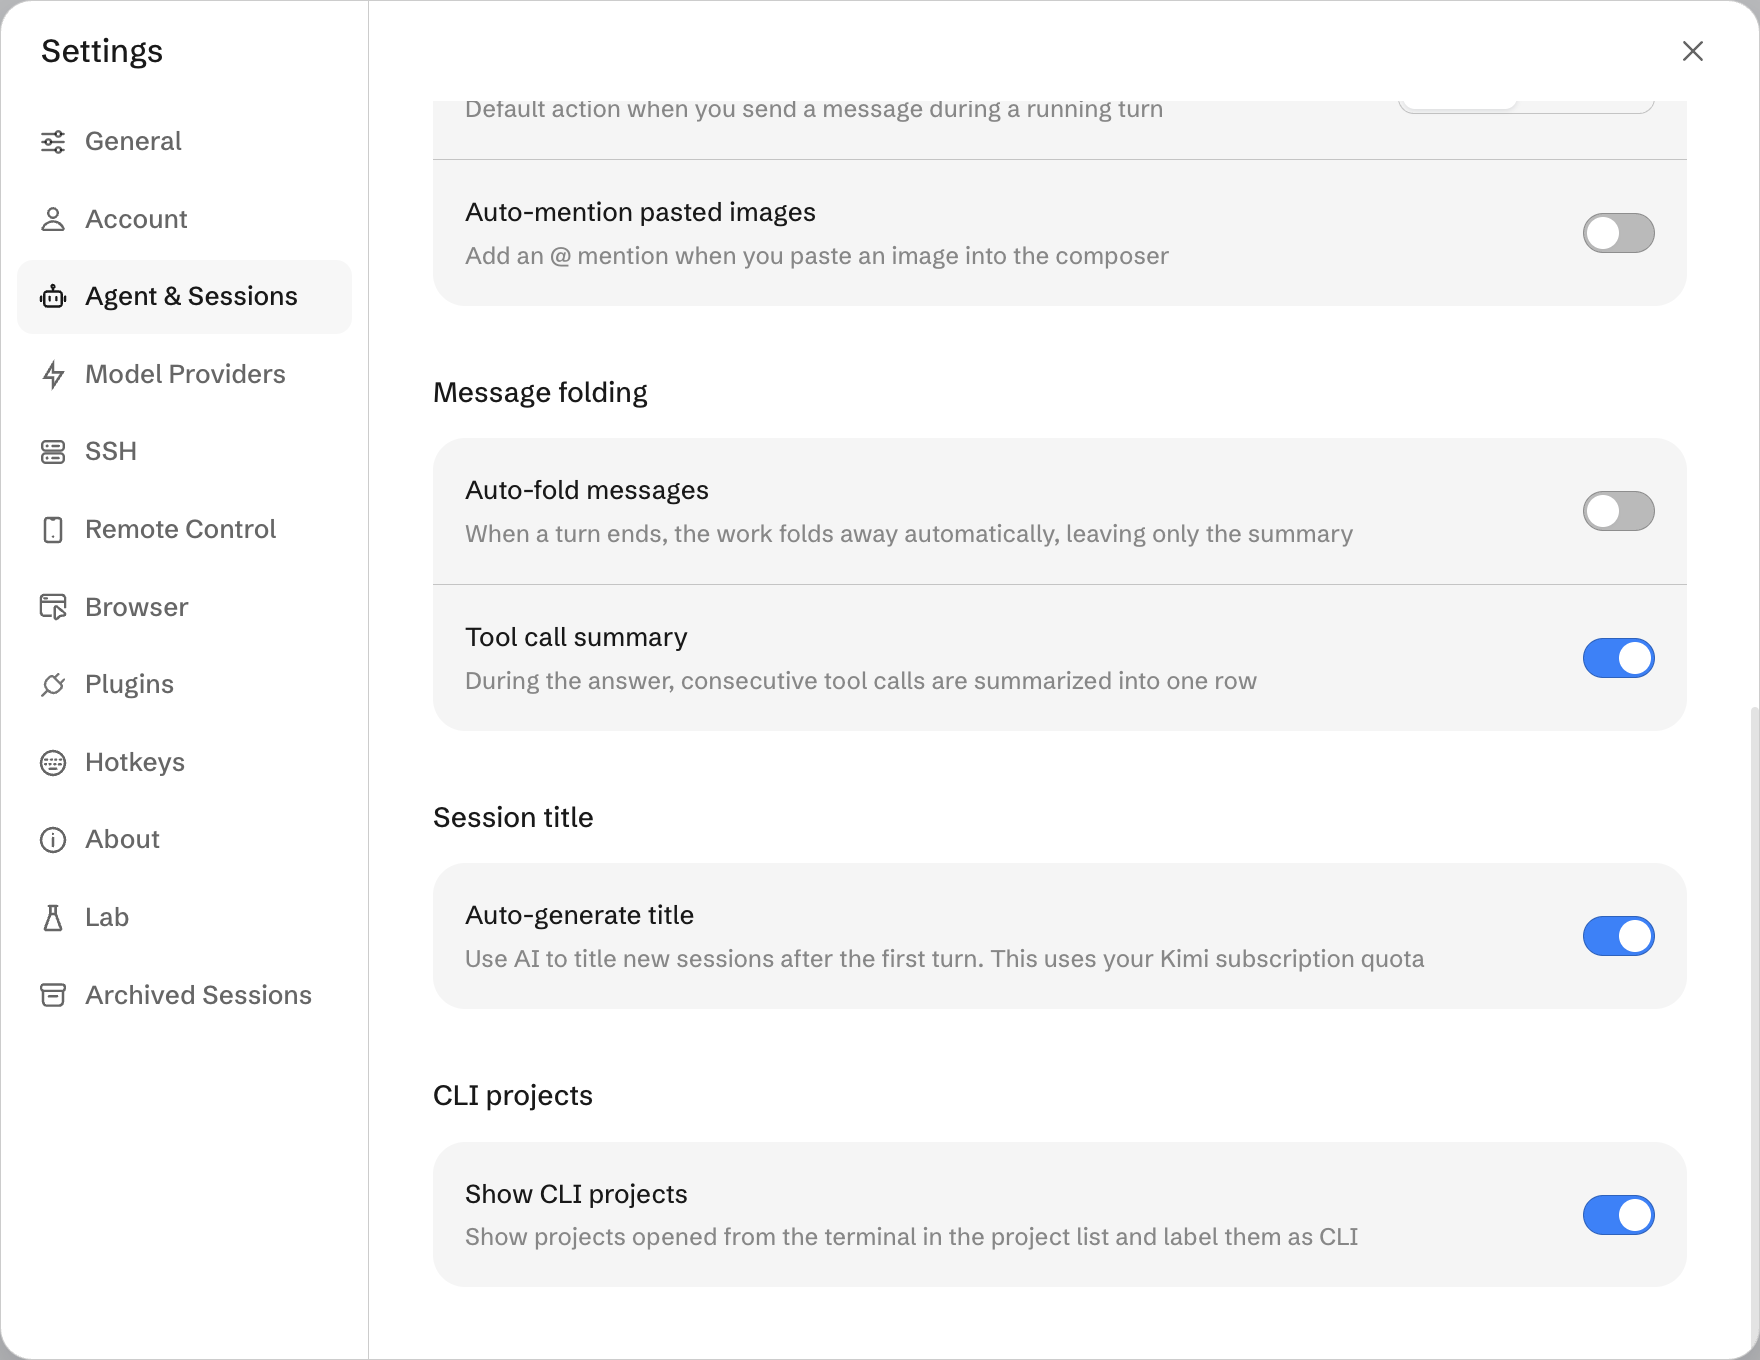 Settings
General
Account
Agent & Sessions
Model Providers
SSH
Remote Control
Browser
Plugins
Hotkeys
About
Lab
Archived Sessions
Default action when you send a message during a running turn
Auto-mention pasted images
Add an @ mention when you paste an image into the composer
Message folding
Auto-fold messages
When a turn ends, the work folds away automatically, leaving only the summary
Tool call summary
During the answer, consecutive tool calls are summarized into one row
Session title
Auto-generate title
Use AI to title new sessions after the first turn. This uses your Kimi subscription quota
CLI projects
Show CLI projects
Show projects opened from the terminal in the project list and label them as CLI